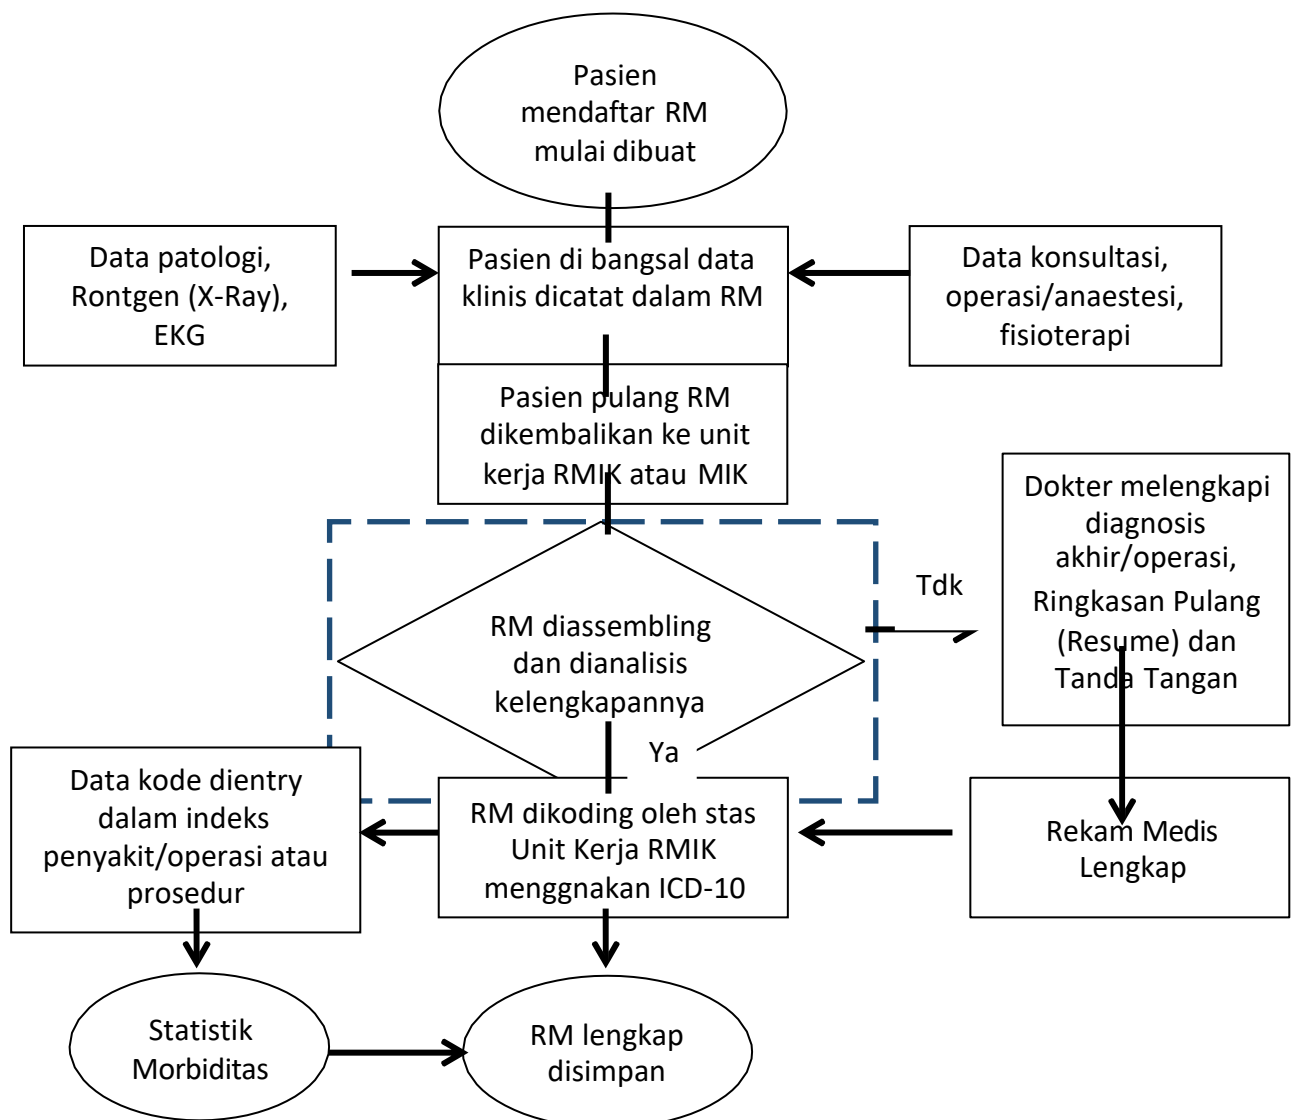 Pasien
mendaftar RM
mulai dibuat
Data patologi,
Rontgen (X-Ray),
EKG
Pasien di bangsal data
klinis dicatat dalam RM
Data konsultasi,
operasi/anaestesi,
fisioterapi
Pasien pulang RM
dikembalikan ke unit
kerja RMIK atau MIK
Dokter melengkapi
diagnosis
akhir/operasi,
Ringkasan Pulang
(Resume) dan
Tanda Tangan
Tdk
RM diassembling
dan dianalisis
kelengkapannya
Ya
Data kode dientry
dalam indeks
penyakit/operasi atau
prosedur
RM dikoding oleh stas
Unit Kerja RMIK
menggnakan ICD-10
Rekam Medis
Lengkap
Statistik
Morbiditas
RM lengkap
disimpan